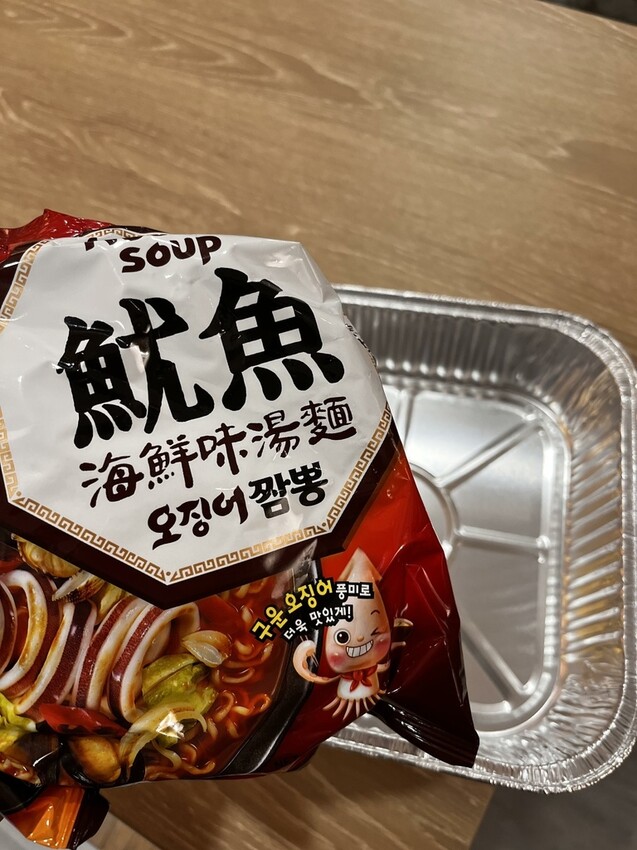 SOUP
魷魚
海鮮味湯麵
오징어 짬뽕
구운 오징어 풍미로
더욱 맛있게!